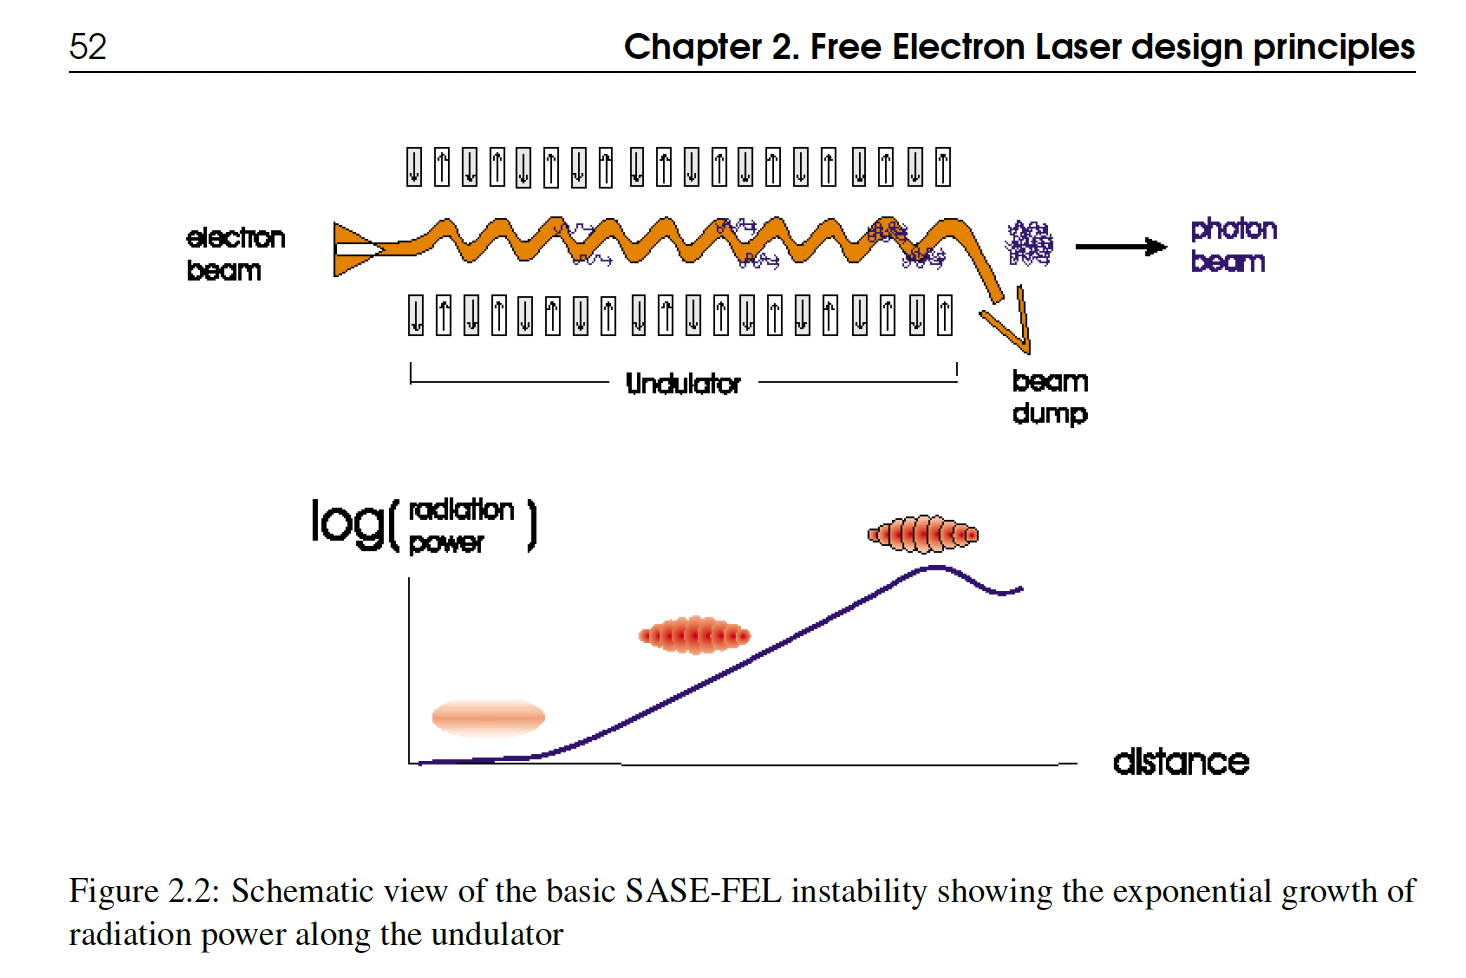 52
Chapter 2. Free Electron Laser design principles
electron
beam
photon
beam
Undulator
beam
dump
log( radiation
power )
distance
Figure 2.2: Schematic view of the basic SASE-FEL instability showing the exponential growth of
radiation power along the undulator